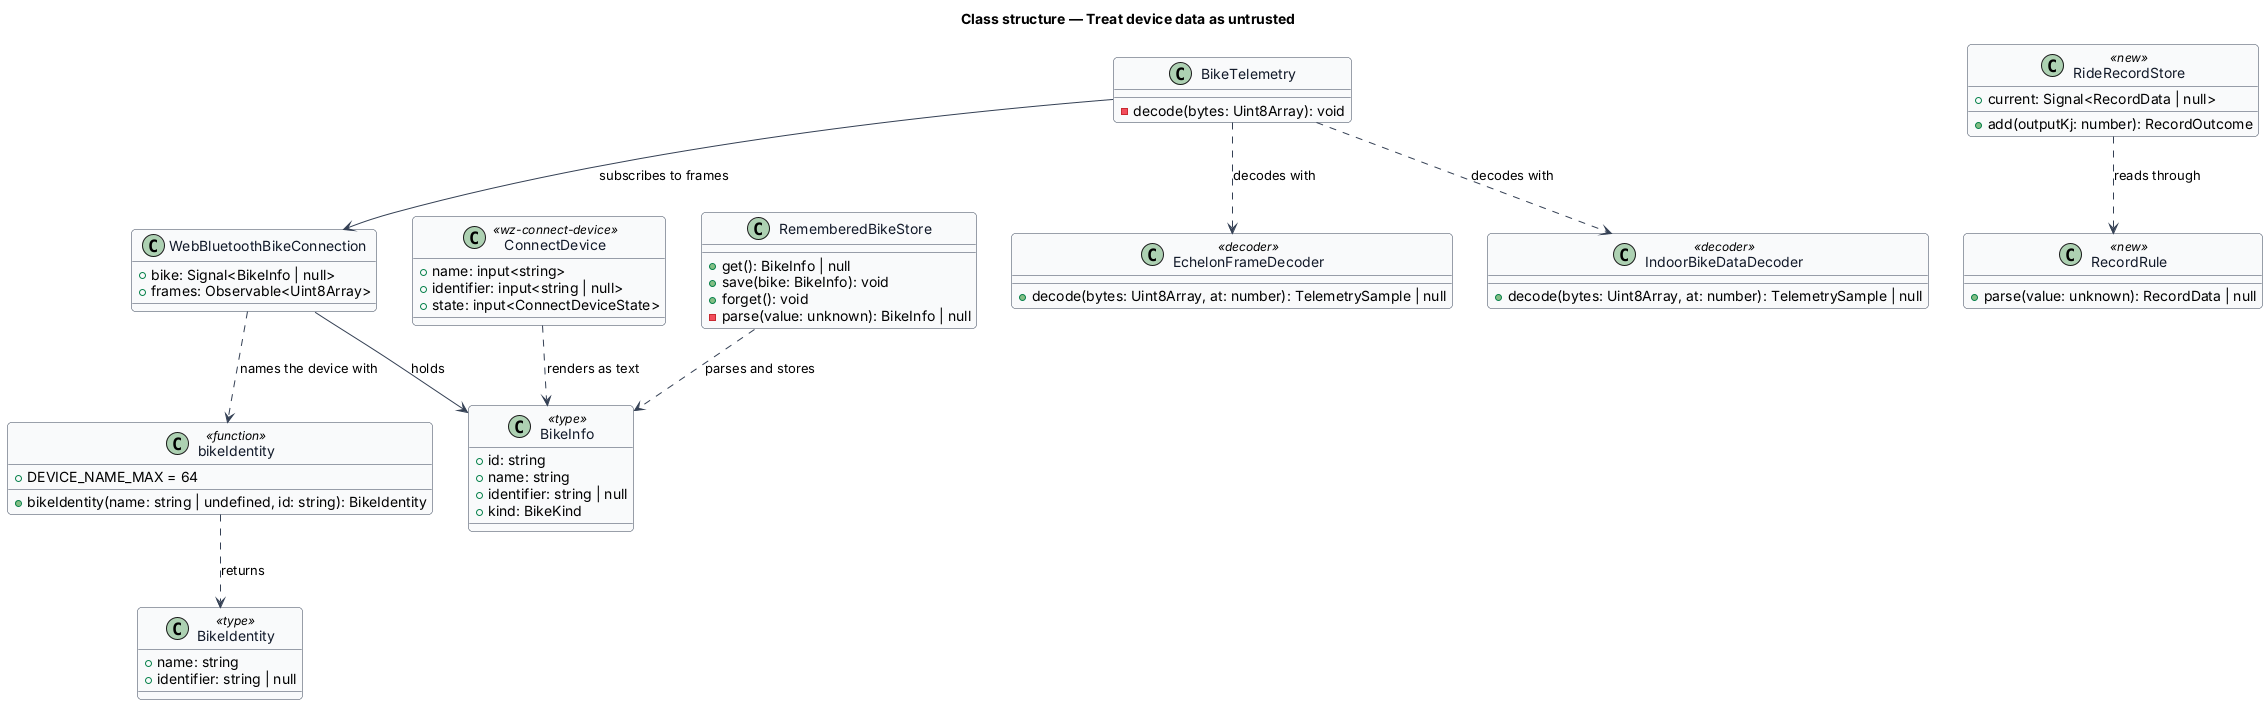 Class structure — Treat device data as untrusted
C
BikeTelemetry
decode(bytes: Uint8Array): void
C
«new»
RideRecordStore
current: Signal<RecordData | null>
add(outputKj: number): RecordOutcome
subscribes to frames
decodes with
decodes with
reads through
C
WebBluetoothBikeConnection
bike: Signal<BikeInfo | null>
frames: Observable<Uint8Array>
C
«wz-connect-device»
ConnectDevice
name: input<string>
identifier: input<string | null>
state: input<ConnectDeviceState>
C
RememberedBikeStore
get(): BikeInfo | null
save(bike: BikeInfo): void
forget(): void
parse(value: unknown): BikeInfo | null
C
«decoder»
EchelonFrameDecoder
decode(bytes: Uint8Array, at: number): TelemetrySample | null
C
«decoder»
IndoorBikeDataDecoder
decode(bytes: Uint8Array, at: number): TelemetrySample | null
C
«new»
RecordRule
parse(value: unknown): RecordData | null
names the device with
holds
renders as text
parses and stores
C
«function»
bikeIdentity
DEVICE_NAME_MAX = 64
bikeIdentity(name: string | undefined, id: string): BikeIdentity
C
«type»
BikeInfo
id: string
name: string
identifier: string | null
kind: BikeKind
returns
C
«type»
BikeIdentity
name: string
identifier: string | null